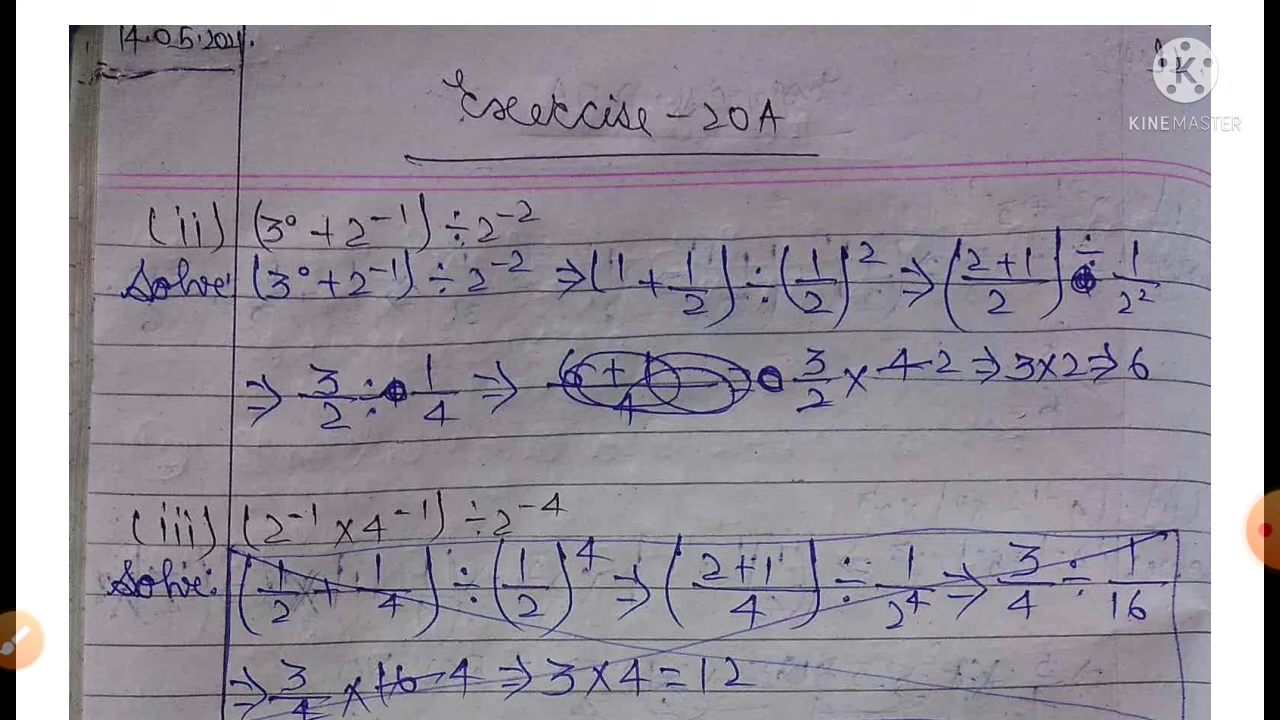 14.05.2021.
KINEMASTER
Exercise - 20A
(ii) (3° + 2⁻¹) ÷ 2⁻²
Solve: (3° + 2⁻¹) ÷ 2⁻² ⇒ (1 + 1/2) ÷ (1/2)² ⇒ ((2+1)/2) ÷ 1/2²
⇒ 3/2 ÷ 1/4 ⇒ 3/2 × 4 2 ⇒ 3×2 ⇒ 6
(iii) (2⁻¹ × 4⁻¹) ÷ 2⁻⁴
Solve: (1/2 + 1/4) ÷ (1/2)⁴ ⇒ ((2+1)/4) ÷ 1/2⁴ ⇒ 3/4 ÷ 1/16
⇒ 3/4 × 16 4 ⇒ 3×4 = 12